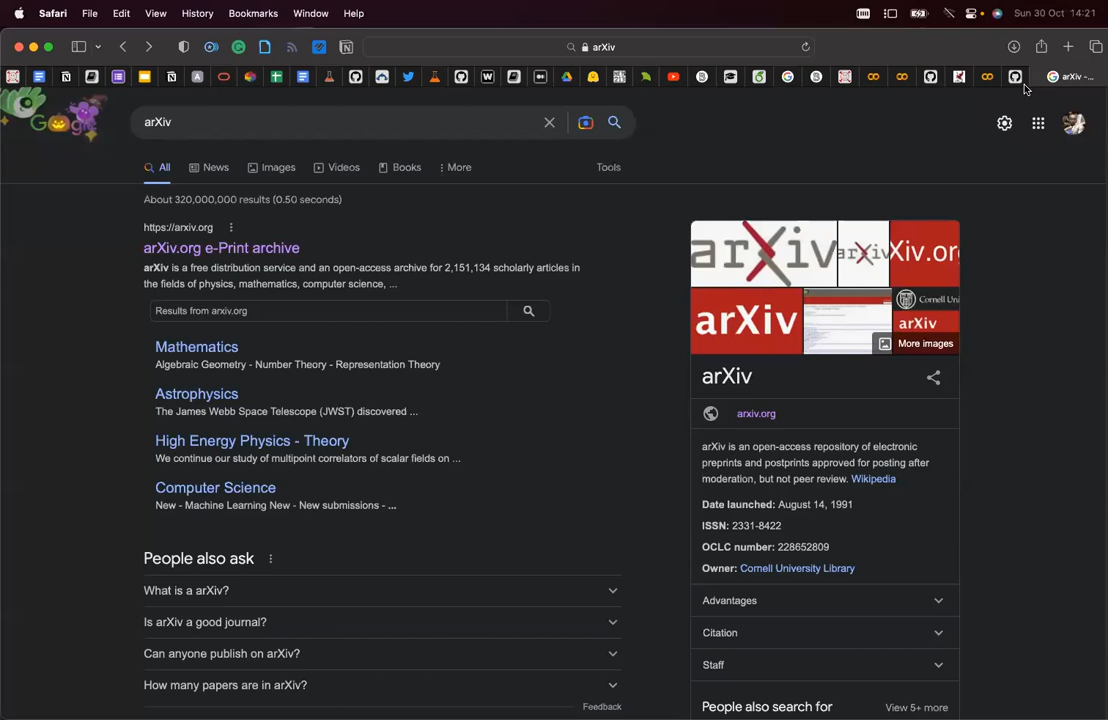 Safari File Edit View History Bookmarks Window Help Sun 30 Oct 14:21
arXiv
arXiv -...
Google
arXiv
All News Images Videos Books More Tools
About 320,000,000 results (0.50 seconds)
https://arxiv.org
arXiv.org e-Print archive
arXiv is a free distribution service and an open-access archive for 2,151,134 scholarly articles in
the fields of physics, mathematics, computer science, ...
Results from arxiv.org
Mathematics
Algebraic Geometry - Number Theory - Representation Theory
Astrophysics
The James Webb Space Telescope (JWST) discovered ...
High Energy Physics - Theory
We continue our study of multipoint correlators of scalar fields on ...
Computer Science
New - Machine Learning New - New submissions - ...
People also ask
What is a arXiv?
Is arXiv a good journal?
Can anyone publish on arXiv?
How many papers are in arXiv?
Feedback
arXiv arXiv Xiv.or
arXiv Cornell Uni
arXiv
More images
arXiv
arxiv.org
arXiv is an open-access repository of electronic
preprints and postprints approved for posting after
moderation, but not peer review. Wikipedia
Date launched: August 14, 1991
ISSN: 2331-8422
OCLC number: 228652809
Owner: Cornell University Library
Advantages
Citation
Staff
People also search for View 5+ more